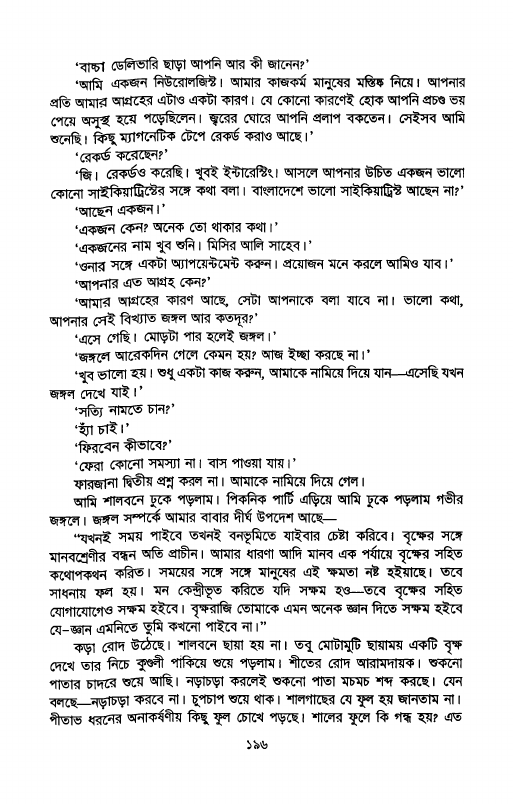 ‘বাচ্চা ডেলিভারি ছাড়া আপনি আর কী জানেন?’
‘আমি একজন নিউরোলজিস্ট। আমার কাজকর্ম মানুষের মস্তিষ্ক নিয়ে। আপনার
প্রতি আমার আগ্রহের এটাও একটা কারণ। যে কোনো কারণেই হোক আপনি প্রচণ্ড ভয়
পেয়ে অসুস্থ হয়ে পড়েছিলেন। জ্বরের ঘোরে আপনি প্রলাপ বকতেন। সেইসব আমি
শুনেছি। কিছু ম্যাগনেটিক টেপে রেকর্ড করাও আছে।’
‘রেকর্ড করেছেন?’
‘জি। রেকর্ডও করেছি। খুবই ইন্টারেস্টিং। আসলে আপনার উচিত একজন ভালো
কোনো সাইকিয়াট্রিস্টের সঙ্গে কথা বলা। বাংলাদেশে ভালো সাইকিয়াট্রিস্ট আছেন না?’
‘আছেন একজন।’
‘একজন কেন? অনেক তো থাকার কথা।’
‘একজনের নাম খুব শুনি। মিসির আলি সাহেব।’
‘ওনার সঙ্গে একটা অ্যাপয়েন্টমেন্ট করুন। প্রয়োজন মনে করলে আমিও যাব।’
‘আপনার এত আগ্রহ কেন?’
‘আমার আগ্রহের কারণ আছে, সেটা আপনাকে বলা যাবে না। ভালো কথা,
আপনার সেই বিখ্যাত জঙ্গল আর কতদূর?’
‘এসে গেছি। মোড়টা পার হলেই জঙ্গল।’
‘জঙ্গলে আরেকদিন গেলে কেমন হয়? আজ ইচ্ছা করছে না।’
‘খুব ভালো হয়। শুধু একটা কাজ করুন, আমাকে নামিয়ে দিয়ে যান—এসেছি যখন
জঙ্গল দেখে যাই।’
‘সত্যি নামতে চান?’
‘হ্যাঁ চাই।’
‘ফিরবেন কীভাবে?’
‘ফেরা কোনো সমস্যা না। বাস পাওয়া যায়।’
ফারজানা দ্বিতীয় প্রশ্ন করল না। আমাকে নামিয়ে দিয়ে গেল।
আমি শালবনে ঢুকে পড়লাম। পিকনিক পার্টি এড়িয়ে আমি ঢুকে পড়লাম গভীর
জঙ্গলে। জঙ্গল সম্পর্কে আমার বাবার দীর্ঘ উপদেশ আছে—
“যখনই সময় পাইবে তখনই বনভূমিতে যাইবার চেষ্টা করিবে। বৃক্ষের সঙ্গে
মানবশ্রেণীর বন্ধন অতি প্রাচীন। আমার ধারণা আদি মানব এক পর্যায়ে বৃক্ষের সহিত
কথোপকথন করিত। সময়ের সঙ্গে সঙ্গে মানুষের এই ক্ষমতা নষ্ট হইয়াছে। তবে
সাধনায় ফল হয়। মন কেন্দ্রীভূত করিতে যদি সক্ষম হও—তবে বৃক্ষের সহিত
যোগাযোগেও সক্ষম হইবে। বৃক্ষরাজি তোমাকে এমন অনেক জ্ঞান দিতে সক্ষম হইবে
যে-জ্ঞান এমনিতে তুমি কখনো পাইবে না।”
কড়া রোদ উঠেছে। শালবনে ছায়া হয় না। তবু মোটামুটি ছায়াময় একটি বৃক্ষ
দেখে তার নিচে কুণ্ডলী পাকিয়ে শুয়ে পড়লাম। শীতের রোদ আরামদায়ক। শুকনো
পাতার চাদরে শুয়ে আছি। নড়াচড়া করলেই শুকনো পাতা মচমচ শব্দ করছে। যেন
বলছে—নড়াচড়া করবে না। চুপচাপ শুয়ে থাক। শালগাছের যে ফুল হয় জানতাম না।
পীতাভ ধরনের অনাকর্ষণীয় কিছু ফুল চোখে পড়ছে। শালের ফুলে কি গন্ধ হয়? এত
১৯৬